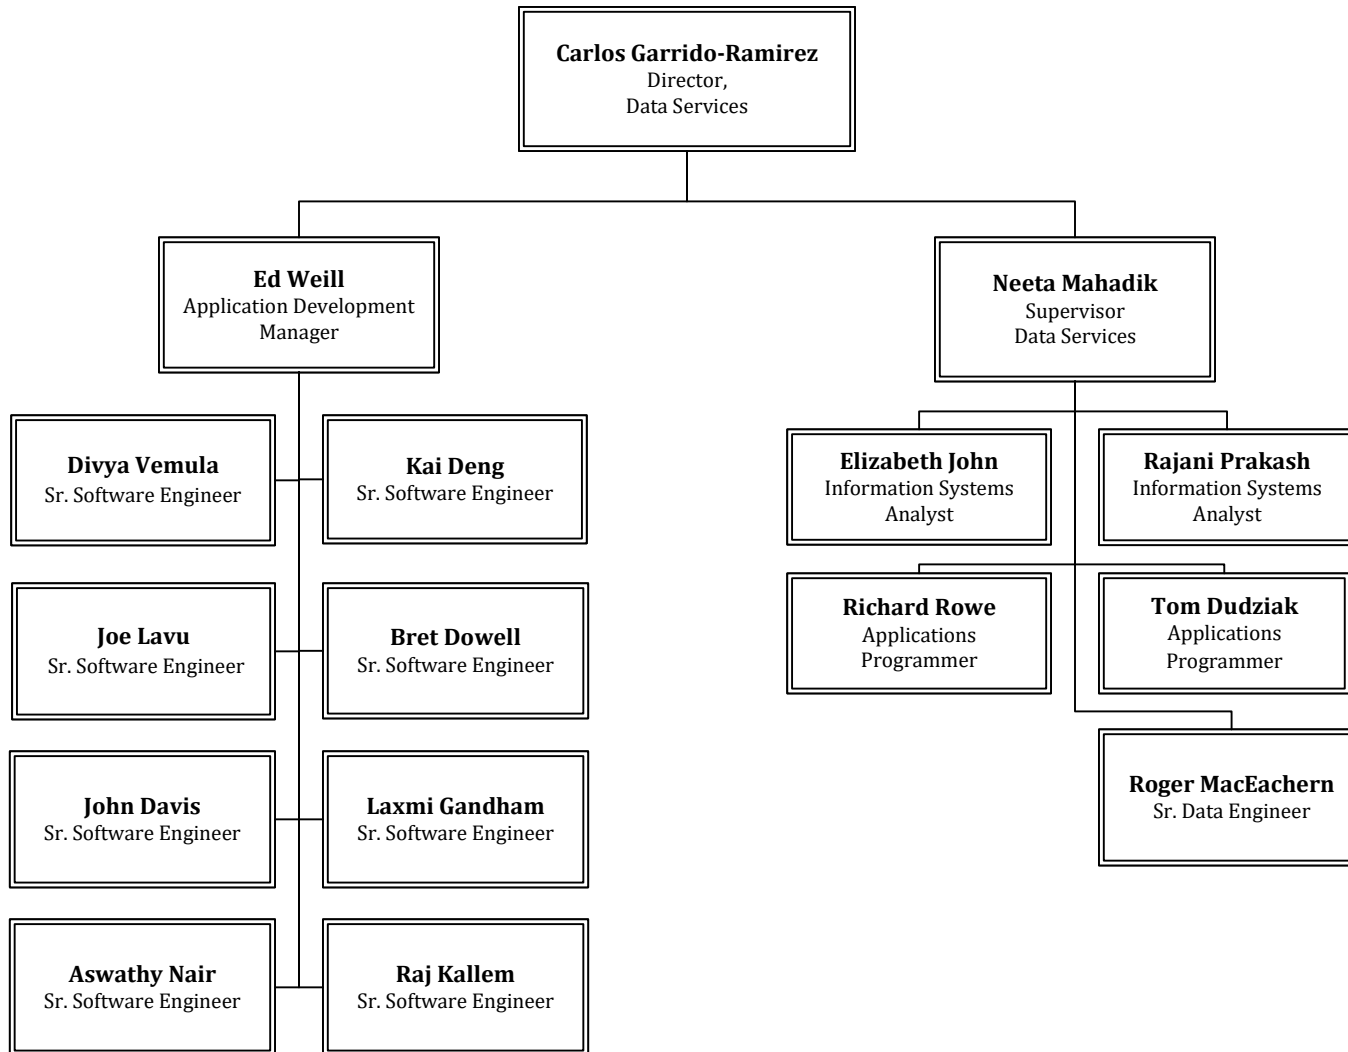 Carlos Garrido-Ramirez
Director,
Data Services
Ed Weill
Application Development
Manager
Neeta Mahadik
Supervisor
Data Services
Divya Vemula
Sr. Software Engineer
Kai Deng
Sr. Software Engineer
Elizabeth John
Information Systems
Analyst
Rajani Prakash
Information Systems
Analyst
Joe Lavu
Sr. Software Engineer
Bret Dowell
Sr. Software Engineer
Richard Rowe
Applications
Programmer
Tom Dudziak
Applications
Programmer
John Davis
Sr. Software Engineer
Laxmi Gandham
Sr. Software Engineer
Roger MacEachern
Sr. Data Engineer
Aswathy Nair
Sr. Software Engineer
Raj Kallem
Sr. Software Engineer